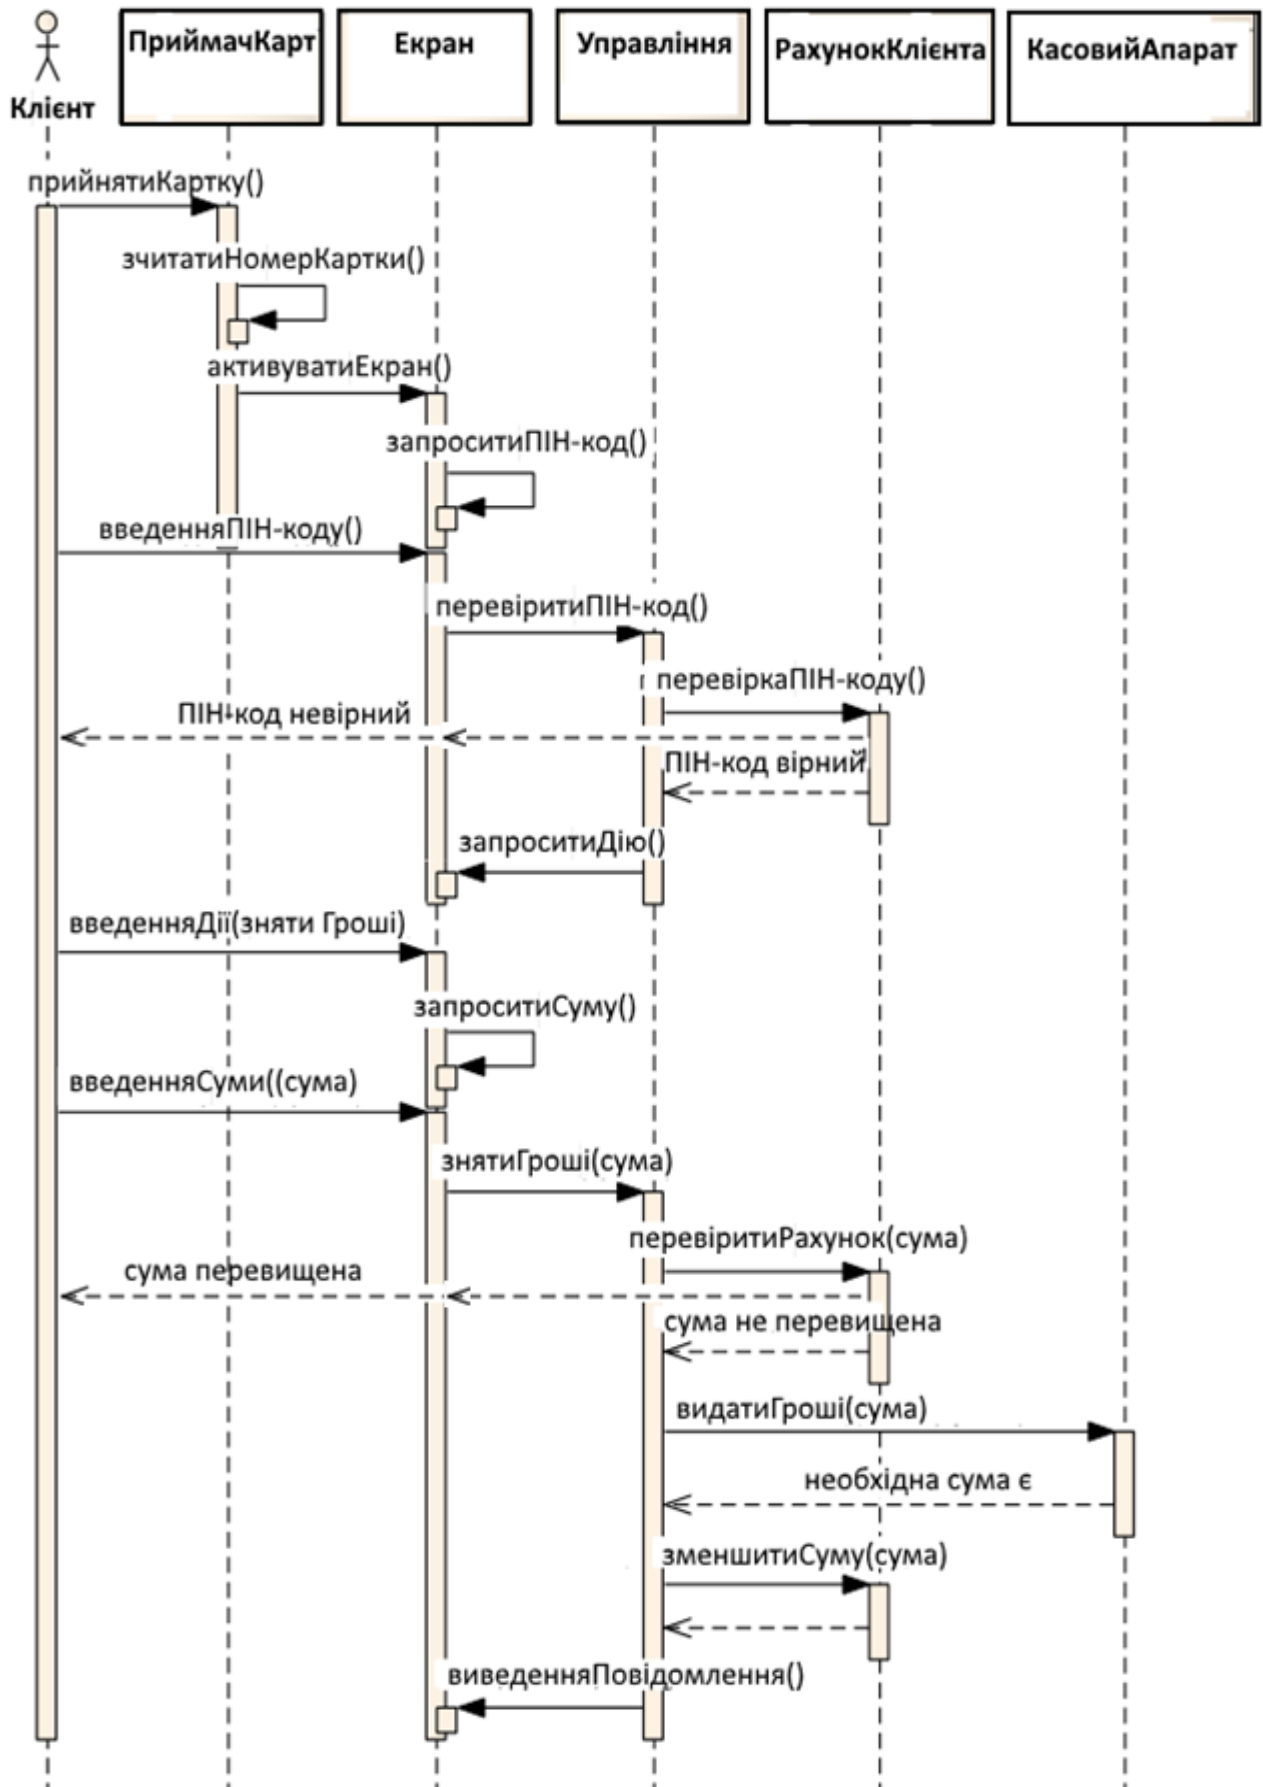 ПриймачКарт
Екран
Управління
РахунокКлієнта
КасовийАпарат
Клієнт
прийнятиКартку()
зчитатиНомерКартки()
активуватиЕкран()
запроситиПІН-код()
введенняПІН-коду()
перевіритиПІН-код()
перевіркаПІН-коду()
ПІН-код невірний
ПІН-код вірний
запроситиДію()
введенняДії(зняти Гроші)
запроситиСуму()
введенняСуми((сума)
знятиГроші(сума)
перевіритиРахунок(сума)
сума перевищена
сума не перевищена
видатиГроші(сума)
необхідна сума є
зменшитиСуму(сума)
виведенняПовідомлення()